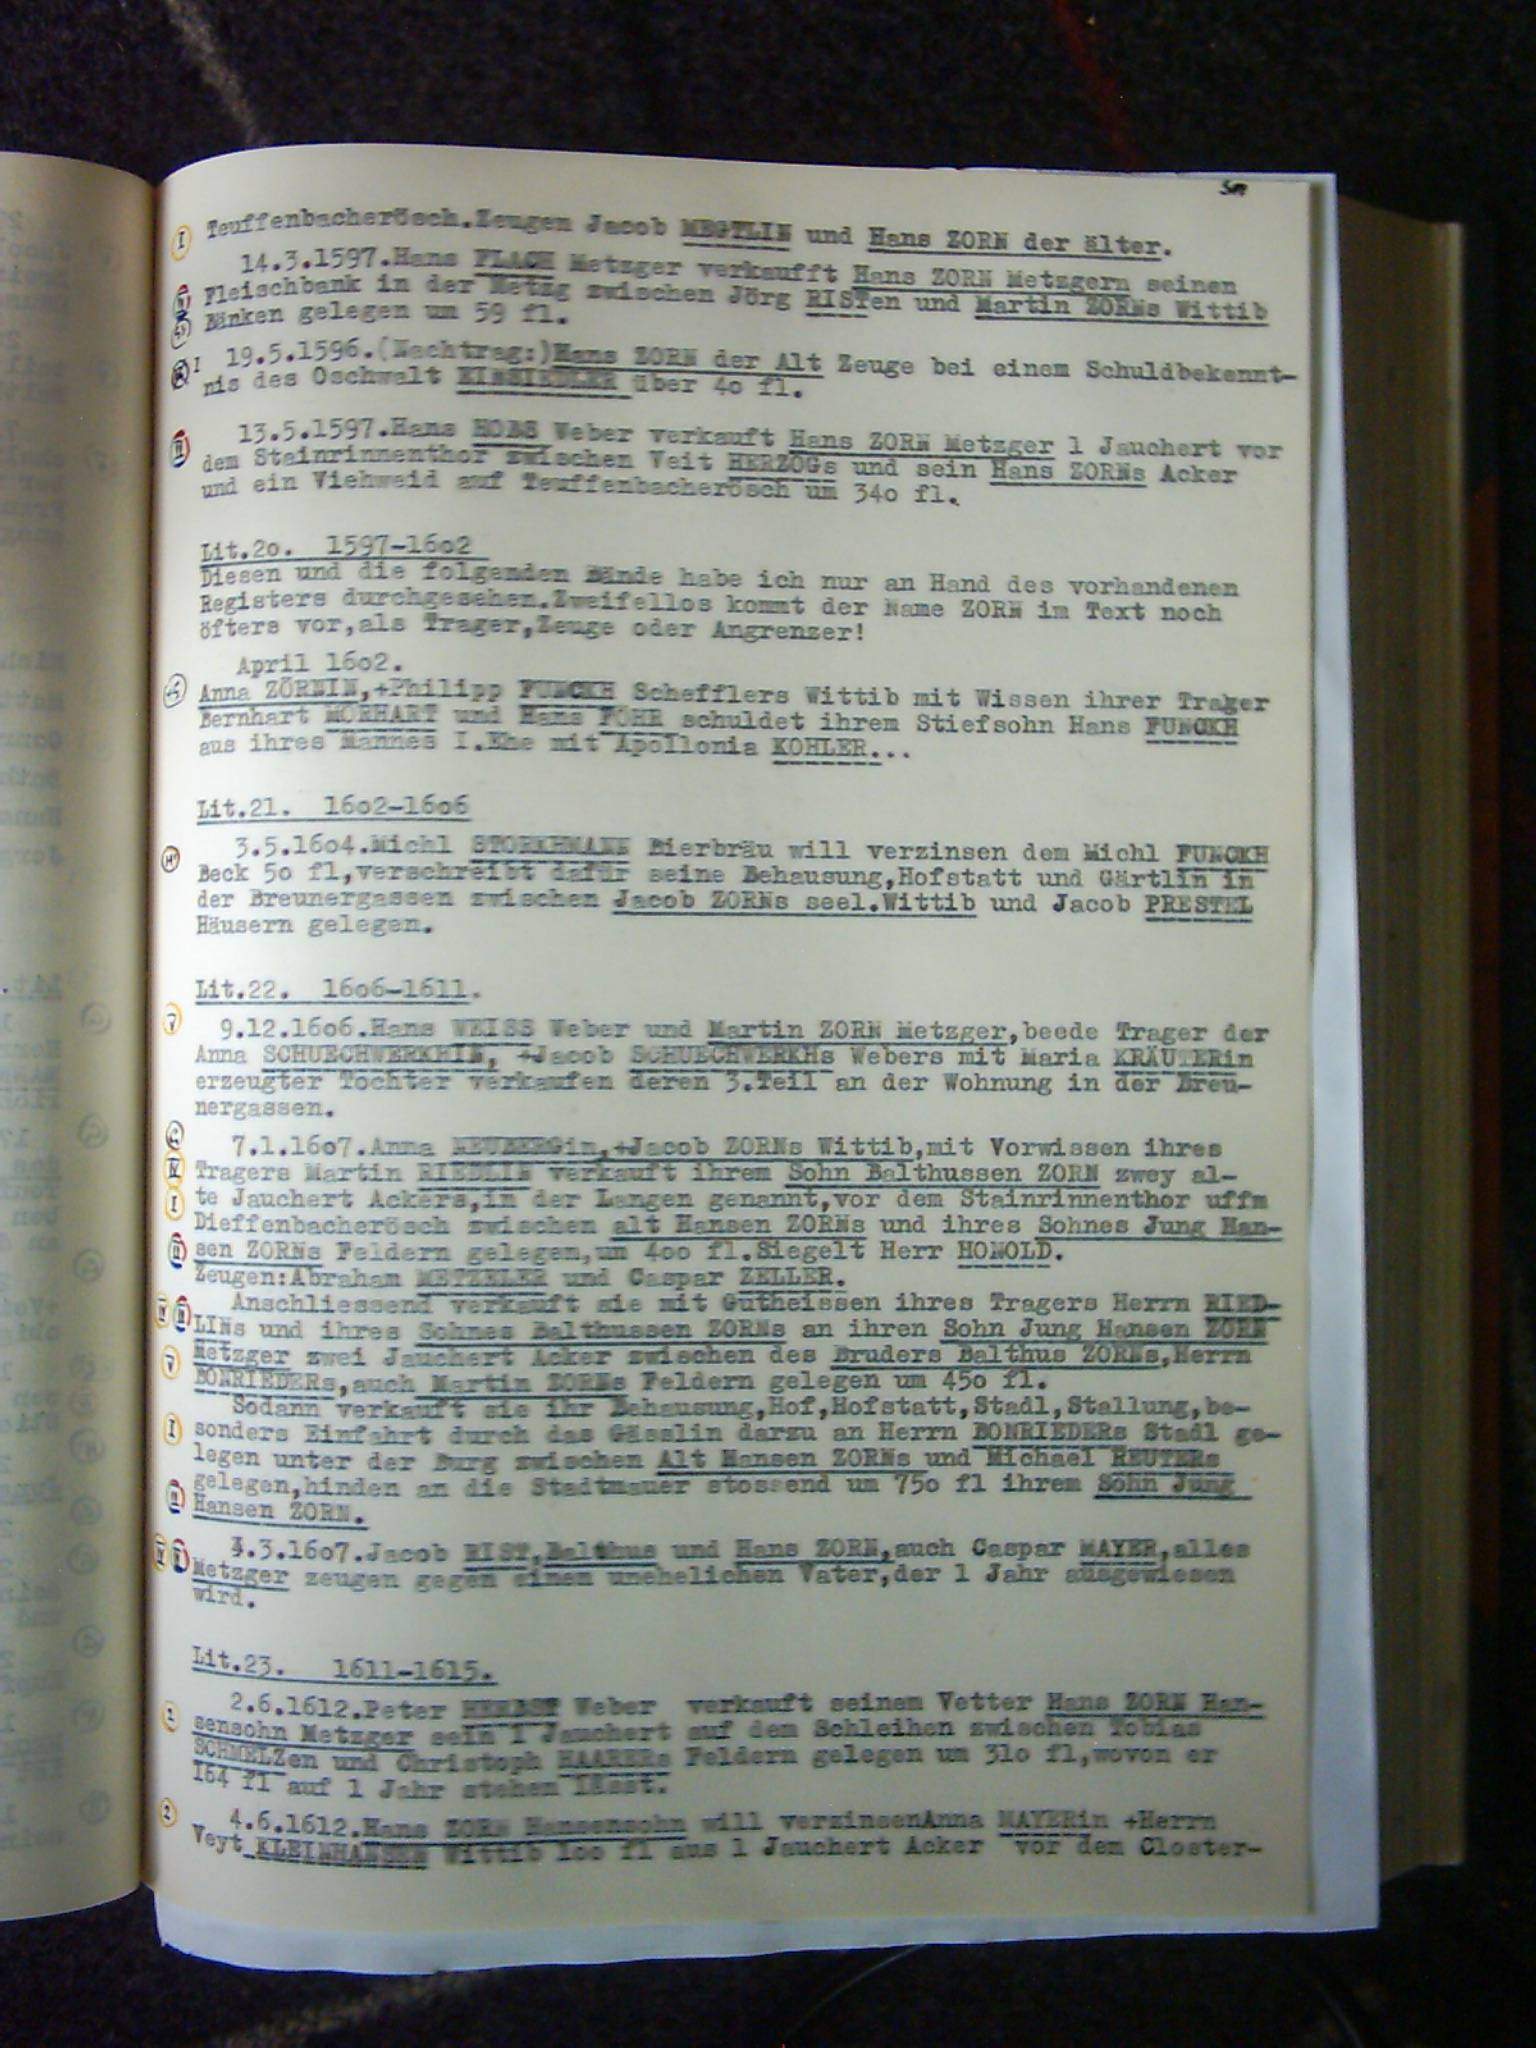 Teuffenbacherösch.Zeugen Jacob MEGTLIN und Hans ZORN der älter.
14.3.1597.Hans FLACH Metzger verkaufft Hans ZORN Metzgern seinen
Fleischbank in der Metzg zwischen Jörg RISTen und Martin ZORNs Wittib
Bänken gelegen um 59 fl.
19.5.1596.(Nachtrag:)Hans ZORN der Alt Zeuge bei einem Schuldbekennt-
nis des Oschwalt EINSIEDLER über 4o fl.
13.5.1597.Hans HOBS Weber verkauft Hans ZORN Metzger 1 Jauchert vor
dem Stainrinnenthor zwischen Veit HERZOGs und sein Hans ZORNs Acker
und ein Viehweid auf Teuffenbacherösch um 34o fl.
Lit.2o. 1597-16o2
Diesen und die folgenden Bände habe ich nur an Hand des vorhandenen
Registers durchgesehen.Zweifellos kommt der Name ZORN im Text noch
öfters vor,als Trager,Zeuge oder Angrenzer!
April 16o2.
Anna ZÖRNIN,+Philipp FUNCKH Schefflers Wittib mit Wissen ihrer Trager
Bernhart MORHART und Hans FÖHR schuldet ihrem Stiefsohn Hans FUNCKH
aus ihres Mannes I.Ehe mit Apollonia KOHLER...
Lit.21. 16o2-16o6
3.5.16o4.Michl STORKHMANN Bierbräu will verzinsen dem Michl FUNCKH
Beck 5o fl,verschreibt dafür seine Behausung,Hofstatt und Gärtlin in
der Breunergassen zwischen Jacob ZORNs seel.Wittib und Jacob PRESTEL
Häusern gelegen.
Lit.22. 16o6-1611.
9.12.16o6.Hans WEISS Weber und Martin ZORN Metzger,beede Trager der
Anna SCHUECHWERKHIN, +Jacob SCHUECHWERKHs Webers mit Maria KRÄUTERin
erzeugter Tochter verkaufen deren 3.Teil an der Wohnung in der Breu-
nergassen.
7.1.16o7.Anna NEUBERGin,+Jacob ZORNs Wittib,mit Vorwissen ihres
Tragers Martin RIEDLIN verkauft ihrem Sohn Balthussen ZORN zwey al-
te Jauchert Ackers,in der Langen genannt,vor dem Stainrinnenthor uffm
Dieffenbacherösch zwischen alt Hansen ZORNs und ihres Sohnes Jung Han-
sen ZORNs Feldern gelegen,um 4oo fl.Siegelt Herr HONOLD.
Zeugen:Abraham METZELER und Caspar ZELLER.
Anschliessend verkauft sie mit Gutheissen ihres Tragers Herrn RIED-
LINs und ihres Sohnes Balthussen ZORNs an ihren Sohn Jung Hansen ZORN
Metzger zwei Jauchert Acker zwischen des Bruders Balthus ZORNs,Herrn
BONRIEDERs,auch Martin ZORNs Feldern gelegen um 45o fl.
Sodann verkauft sie ihr Behausung,Hof,Hofstatt,Stadl,Stallung,be-
sonders Einfahrt durch das Gässlin darzu an Herrn BONRIEDERs Stadl ge-
legen unter der Burg zwischen Alt Hansen ZORNs und Michael REUTERs
gelegen,hinden an die Stadtmauer stossend um 75o fl ihrem Sohn Jung
Hansen ZORN.
3.3.16o7.Jacob RIST,Balthus und Hans ZORN,auch Caspar MAYER,alles
Metzger zeugen gegen einen unehelichen Vater,der 1 Jahr ausgewiesen
wird.
Lit.23. 1611-1615.
2.6.1612.Peter HERBST Weber verkauft seinem Vetter Hans ZORN Han-
sensohn Metzger sein 1 Jauchert auf dem Schleihen zwischen Tobias
SCHMELZen und Christoph HAARERs Feldern gelegen um 31o fl,wovon er
164 fl auf 1 Jahr stehen lässt.
4.6.1612.Hans ZORN Hansensohn will verzinsenAnna MAYERin +Herrn
Veyt KLEINHANSEN Wittib 1oo fl aus 1 Jauchert Acker vor dem Closter-